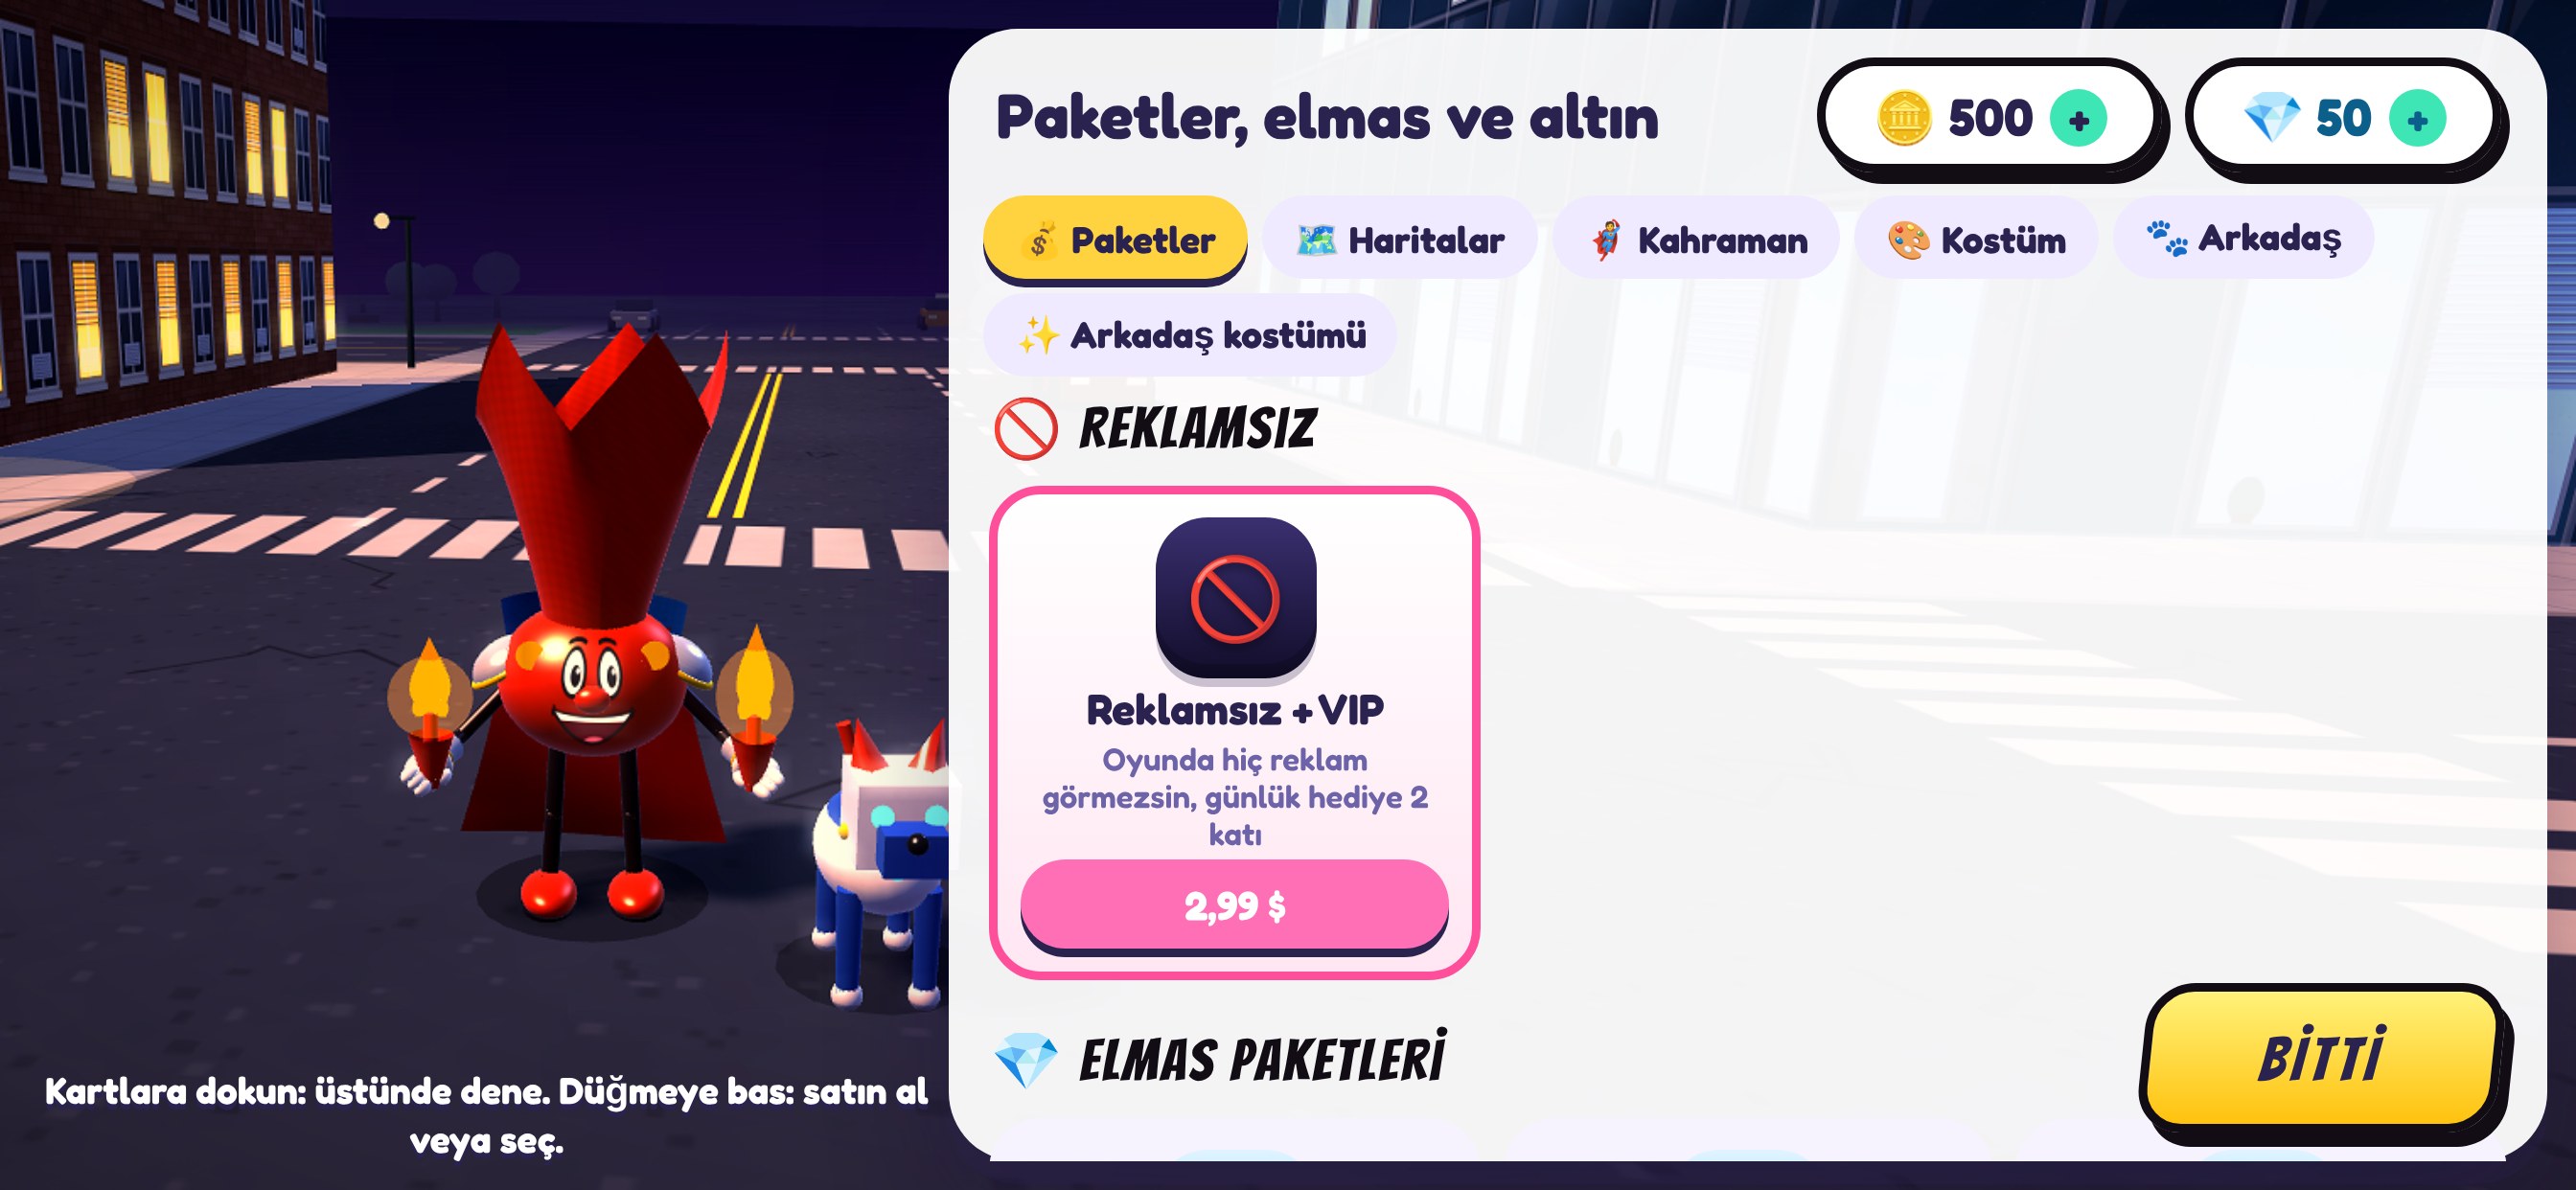 Paketler, elmas ve altın
500 +
50 +
Paketler
Haritalar
Kahraman
Kostüm
Arkadaş
Arkadaş kostümü
REKLAMSIZ
Reklamsız + VIP
Oyunda hiç reklam
görmezsin, günlük hediye 2
katı
2,99 $
ELMAS PAKETLERİ
BİTTİ
Kartlara dokun: üstünde dene. Düğmeye bas: satın al
veya seç.